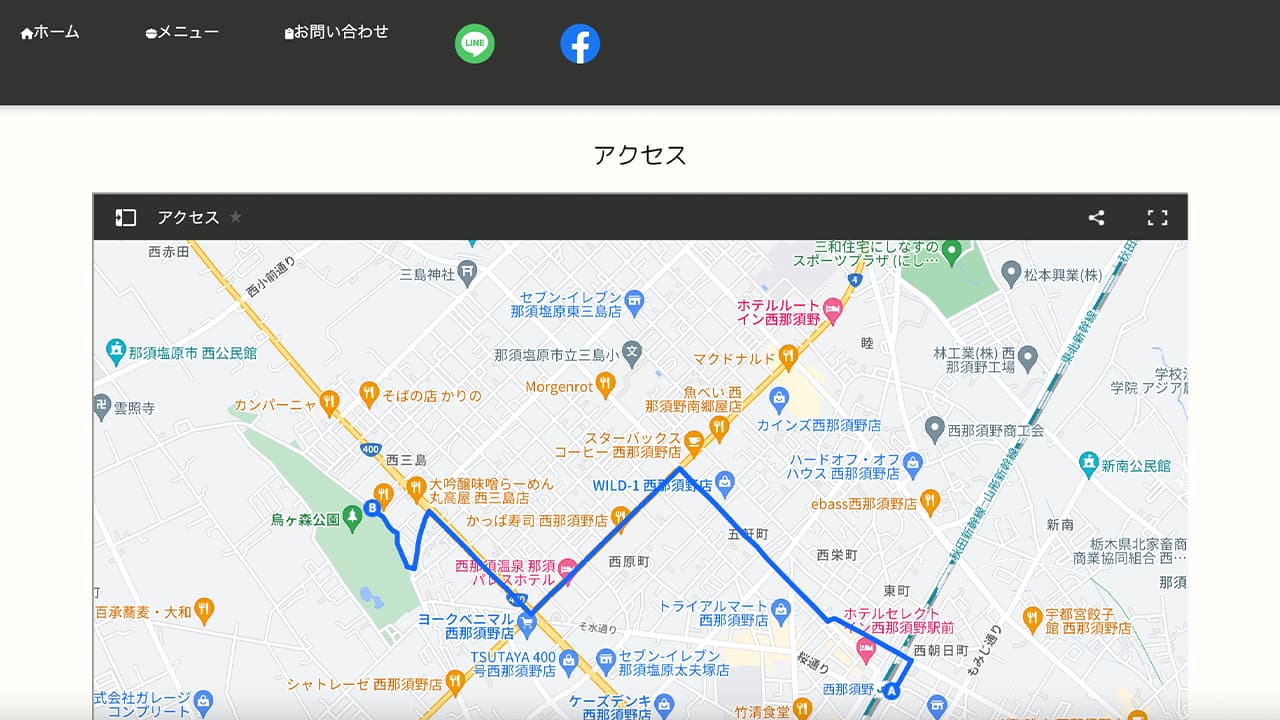 ホーム
メニュー
お問い合わせ
LINE
アクセス
アクセス
西赤田
西小前通り
三島神社
セブン-イレブン
那須塩原東三島店
三和住宅にしなすの
スポーツプラザ (にし…
松本興業(株)
4
ホテルルート
イン西那須野
那須塩原市 西公民館
那須塩原市立三島小
マクドナルド
睦
林工業(株) 西
那須野工場
東北新幹線
秋田
Morgenrot
魚べい 西
那須野南郷屋店
学院 アジア
雲照寺
カンパーニャ
そばの店 かりの
カインズ西那須野店
スターバックス
コーヒー 西那須野店
西那須野商工会
400
西三島
ハードオフ・オフ
ハウス 西那須野店
新南公民館
大吟醸味噌らーめん
丸高屋 西三島店
WILD-1 西那須野店
B
ebass西那須野店
烏ヶ森公園
かっぱ寿司 西那須野店
五軒町
新南
秋田新幹線・山形新幹線
西那須温泉 那須
パレスホテル
西原町
西栄町
栃木県北家畜商
商業協同組合 西…
東町
那須
百承蕎麦・大和
400
ヨークベニマル
西那須野店
トライアルマート
西那須野店
ホテルセレクト
イン西那須野駅前
宇都宮餃子
館 西那須野店
そ水通り
西朝日町
もみじ通り
TSUTAYA 400
号西那須野店
セブン-イレブン
那須塩原太夫塚店
桜通り
シャトレーゼ 西那須野店
西那須野
A
式会社ガレージ
コンプリート
ケーズデンキ
西那須野店
竹清食堂